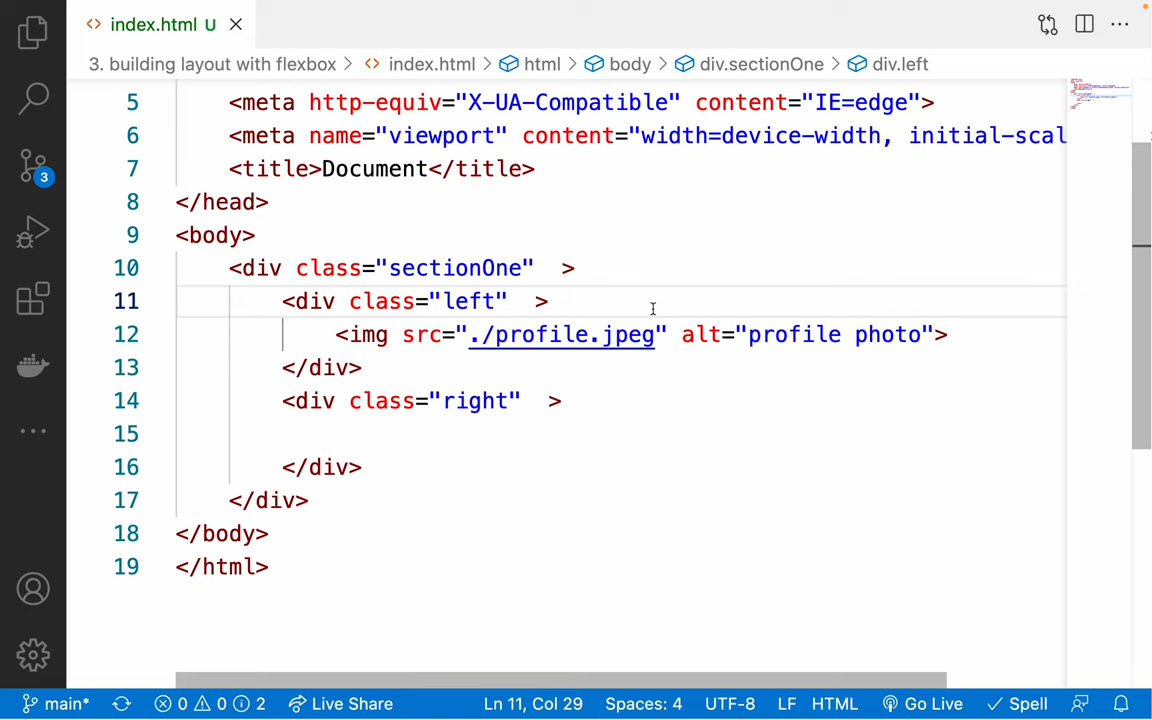 index.html U
3. building layout with flexbox > index.html > html > body > div.sectionOne > div.left
5 <meta http-equiv="X-UA-Compatible" content="IE=edge">
6 <meta name="viewport" content="width=device-width, initial-scal
7 <title>Document</title>
8 </head>
9 <body>
10 <div class="sectionOne"  >
11 <div class="left"  >
12 <img src="./profile.jpeg" alt="profile photo">
13 </div>
14 <div class="right"  >
15
16 </div>
17 </div>
18 </body>
19 </html>
3
main* 0 0 2 Live Share Ln 11, Col 29 Spaces: 4 UTF-8 LF HTML Go Live Spell